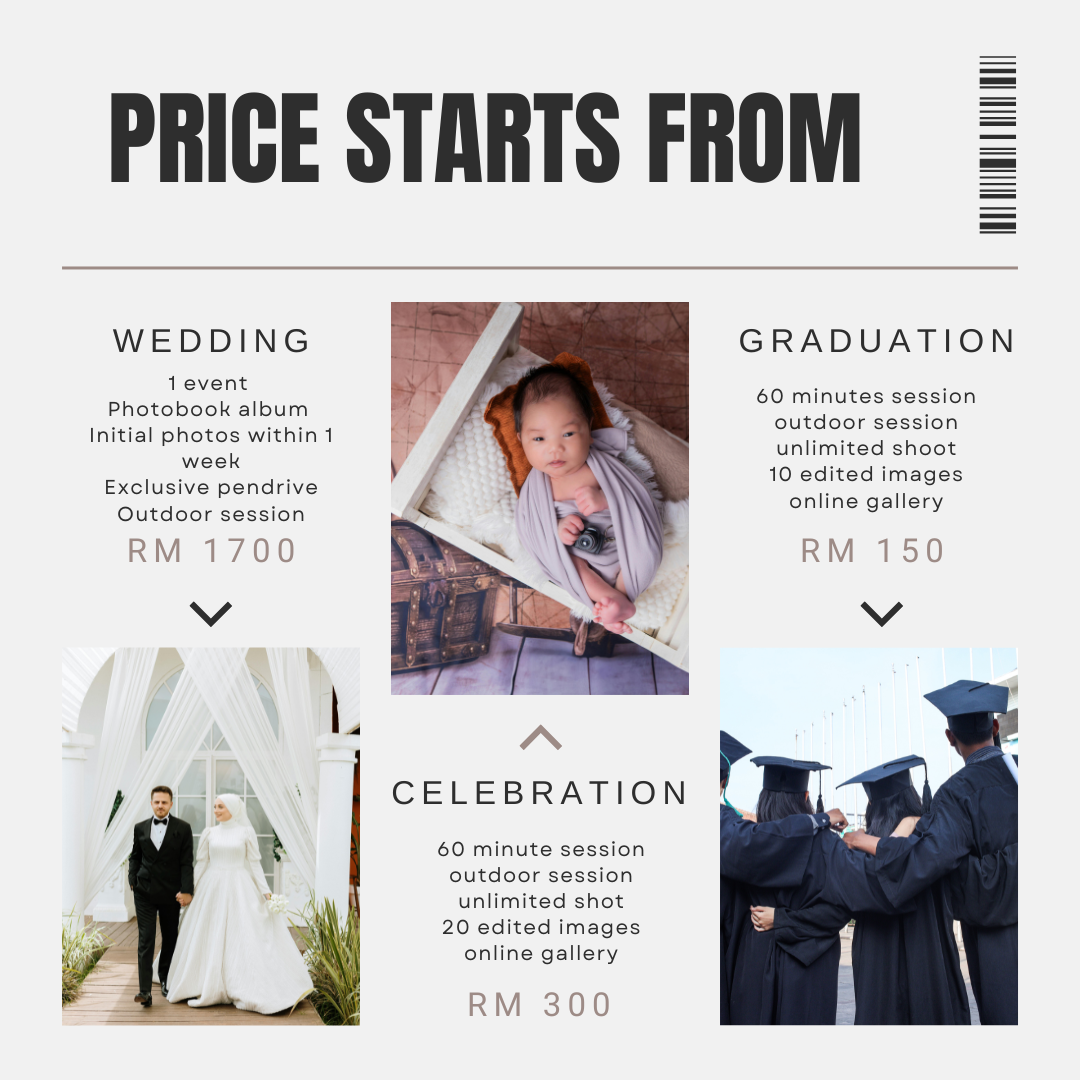 PRICE STARTS FROM
WEDDING
1 event
Photobook album
Initial photos within 1
week
Exclusive pendrive
Outdoor session
RM 1700
CELEBRATION
60 minute session
outdoor session
unlimited shot
20 edited images
online gallery
RM 300
GRADUATION
60 minutes session
outdoor session
unlimited shoot
10 edited images
online gallery
RM 150